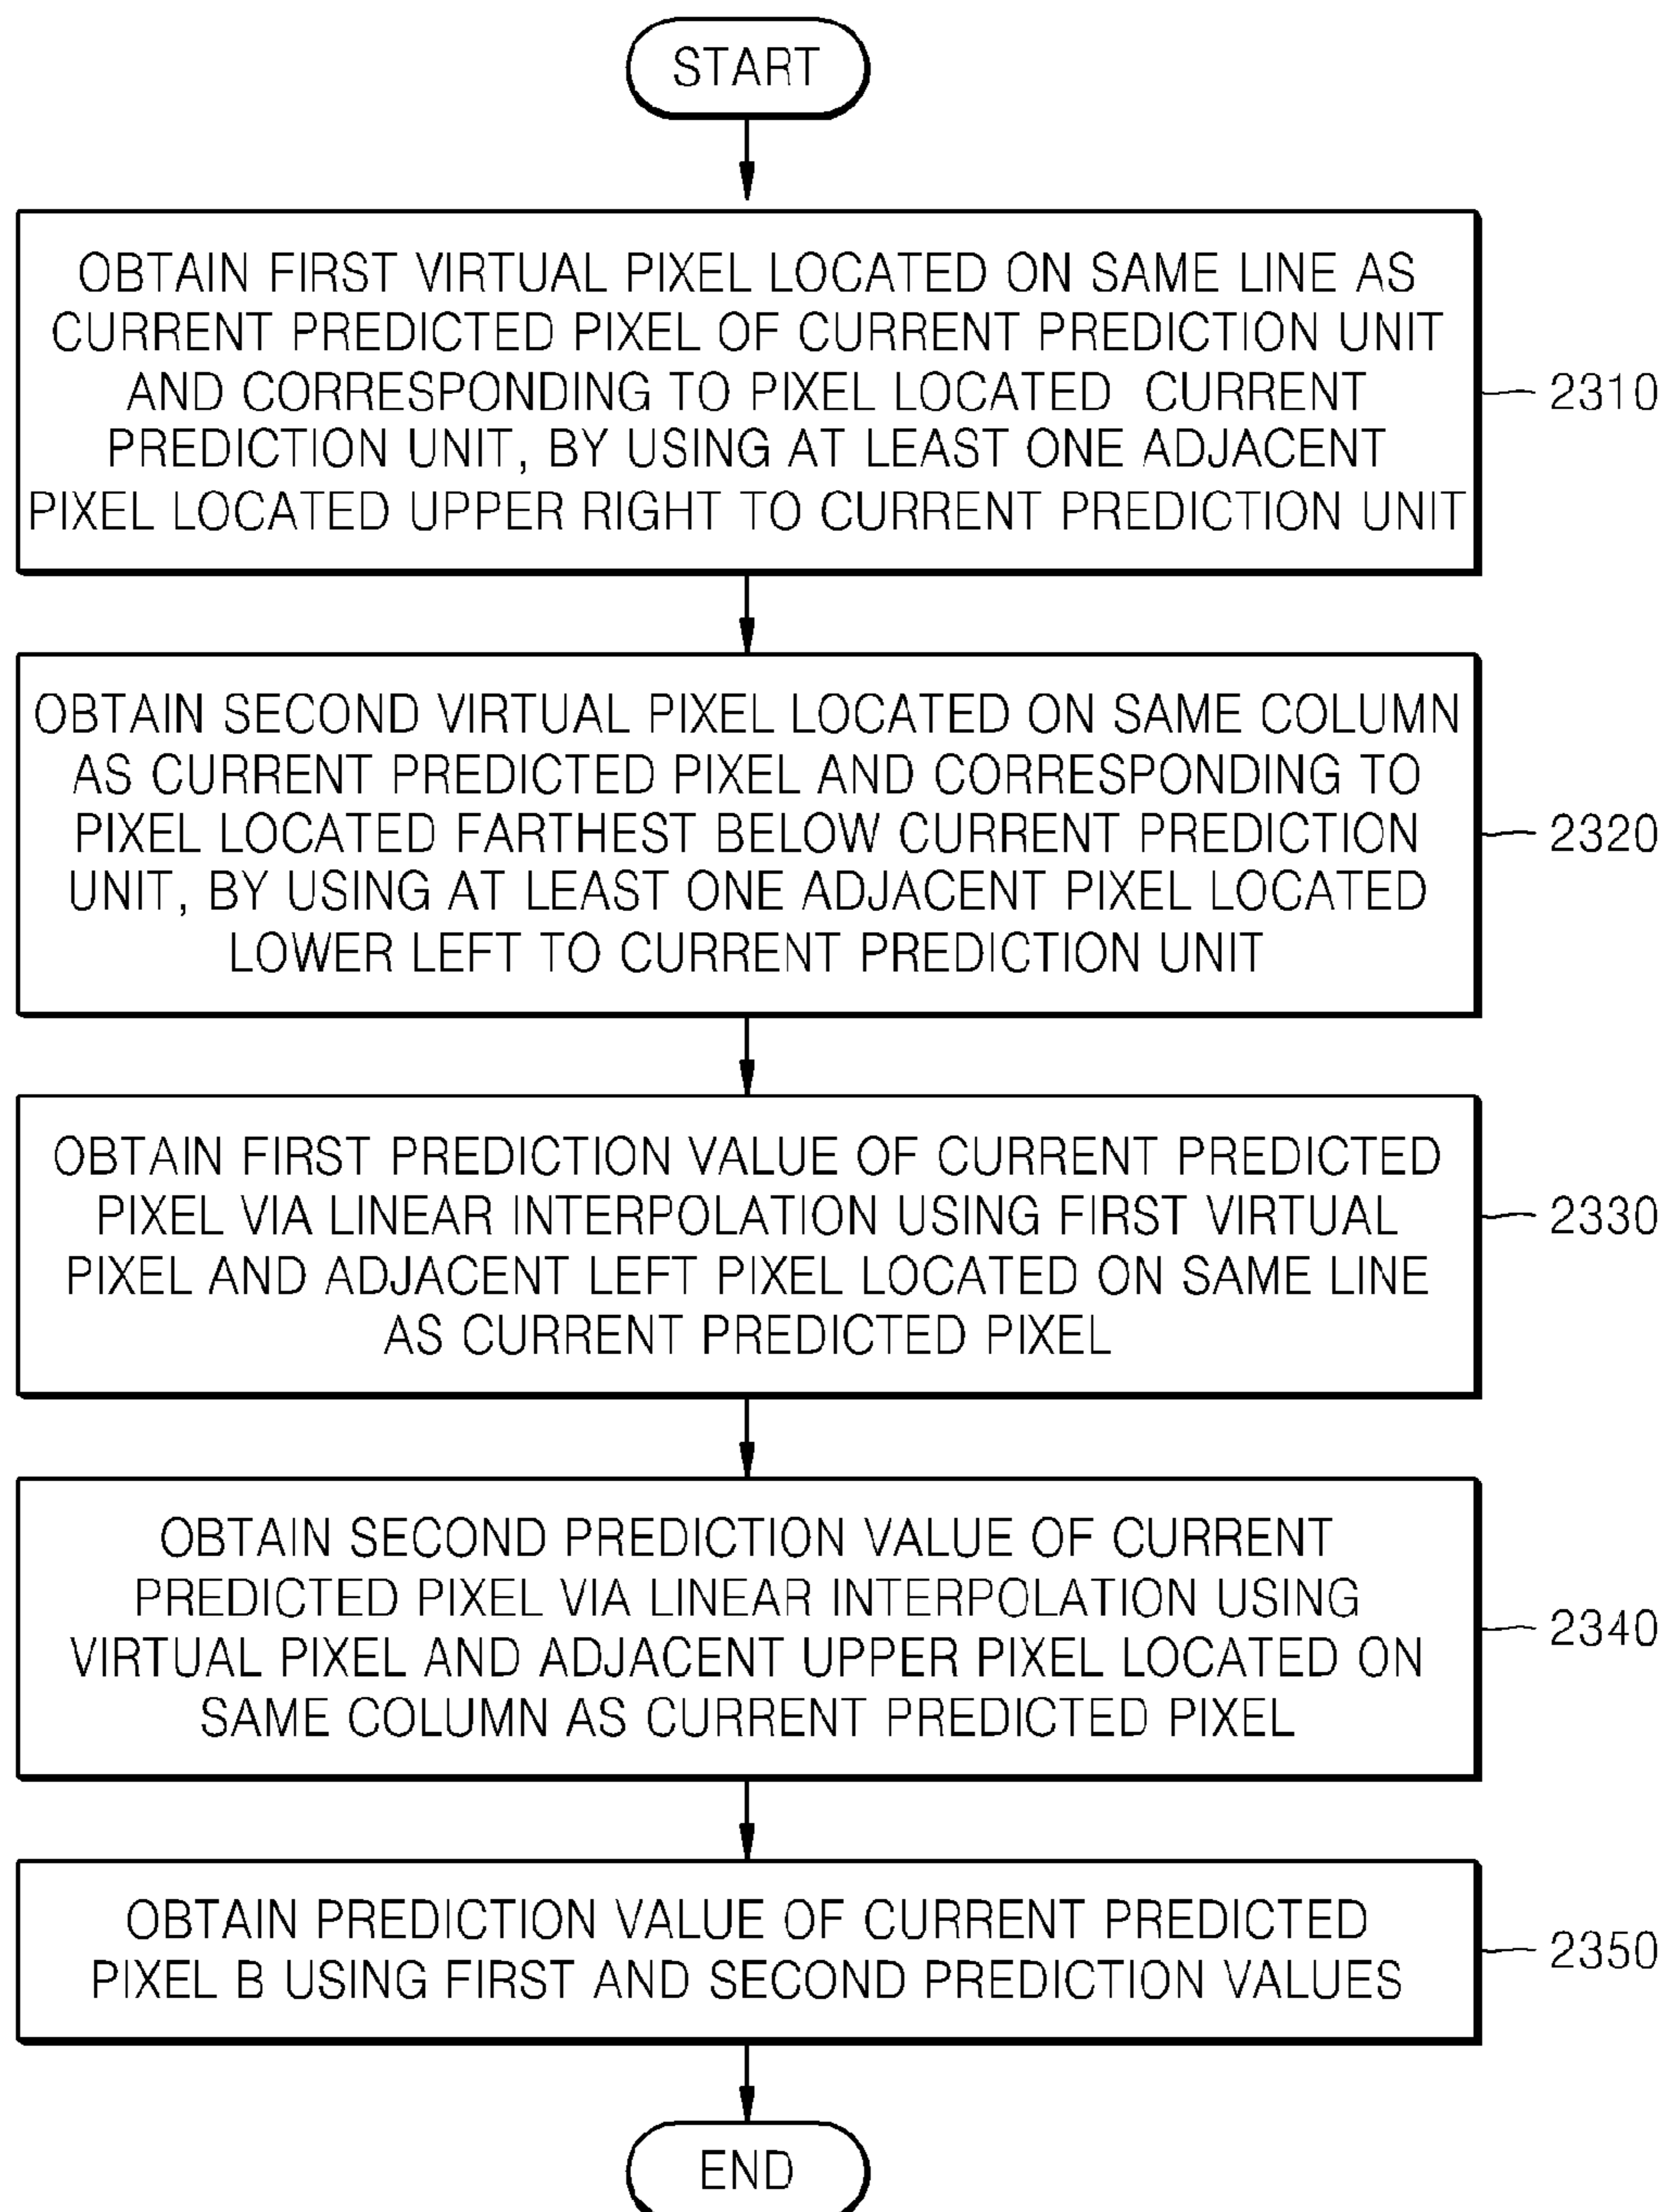 START
OBTAIN FIRST VIRTUAL PIXEL LOCATED ON SAME LINE AS
CURRENT PREDICTED PIXEL OF CURRENT PREDICTION UNIT
AND CORRESPONDING TO PIXEL LOCATED CURRENT
PREDICTION UNIT, BY USING AT LEAST ONE ADJACENT
PIXEL LOCATED UPPER RIGHT TO CURRENT PREDICTION UNIT
2310
OBTAIN SECOND VIRTUAL PIXEL LOCATED ON SAME COLUMN
AS CURRENT PREDICTED PIXEL AND CORRESPONDING TO
PIXEL LOCATED FARTHEST BELOW CURRENT PREDICTION
UNIT, BY USING AT LEAST ONE ADJACENT PIXEL LOCATED
LOWER LEFT TO CURRENT PREDICTION UNIT
2320
OBTAIN FIRST PREDICTION VALUE OF CURRENT PREDICTED
PIXEL VIA LINEAR INTERPOLATION USING FIRST VIRTUAL
PIXEL AND ADJACENT LEFT PIXEL LOCATED ON SAME LINE
AS CURRENT PREDICTED PIXEL
2330
OBTAIN SECOND PREDICTION VALUE OF CURRENT
PREDICTED PIXEL VIA LINEAR INTERPOLATION USING
VIRTUAL PIXEL AND ADJACENT UPPER PIXEL LOCATED ON
SAME COLUMN AS CURRENT PREDICTED PIXEL
2340
OBTAIN PREDICTION VALUE OF CURRENT PREDICTED
PIXEL B USING FIRST AND SECOND PREDICTION VALUES
2350
END